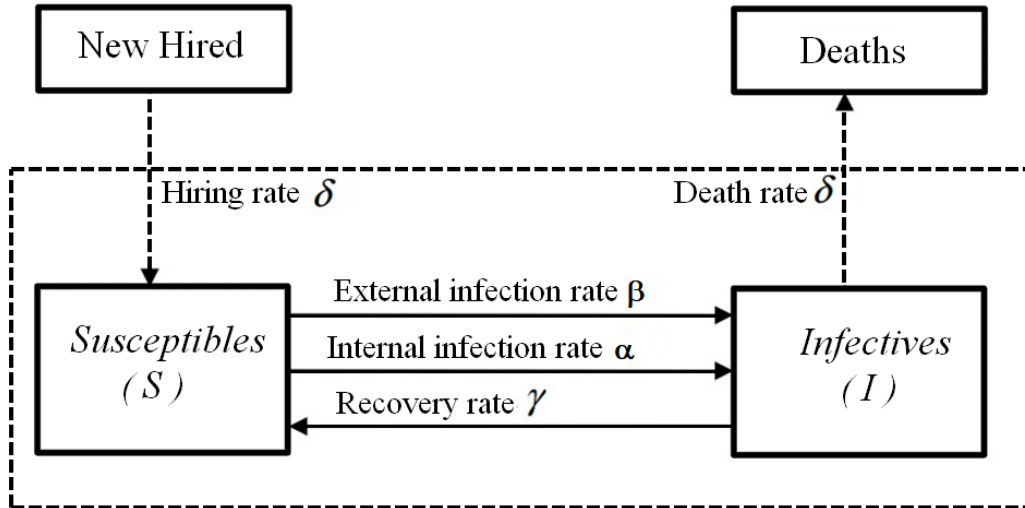 New Hired
Deaths
Hiring rate δ
Death rate δ
External infection rate β
Susceptibles
(S)
Internal infection rate α
Infectives
(I)
Recovery rate γ